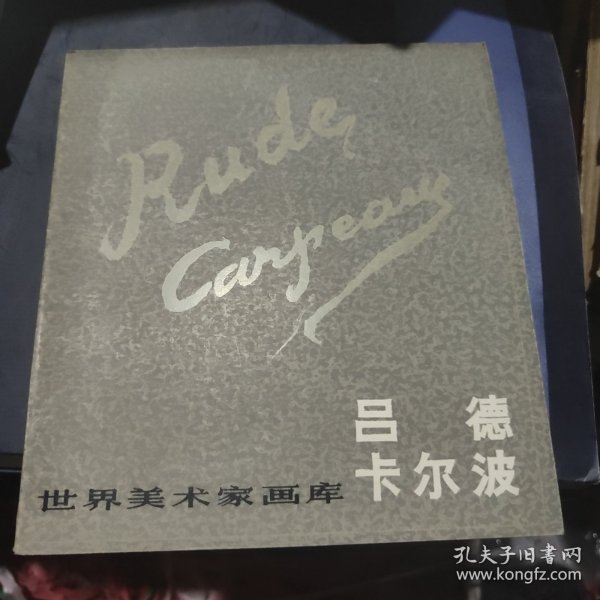 Rude
Carpeaux
吕德
卡尔波
世界美术家画库
孔夫子旧书网
www.kongfz.com